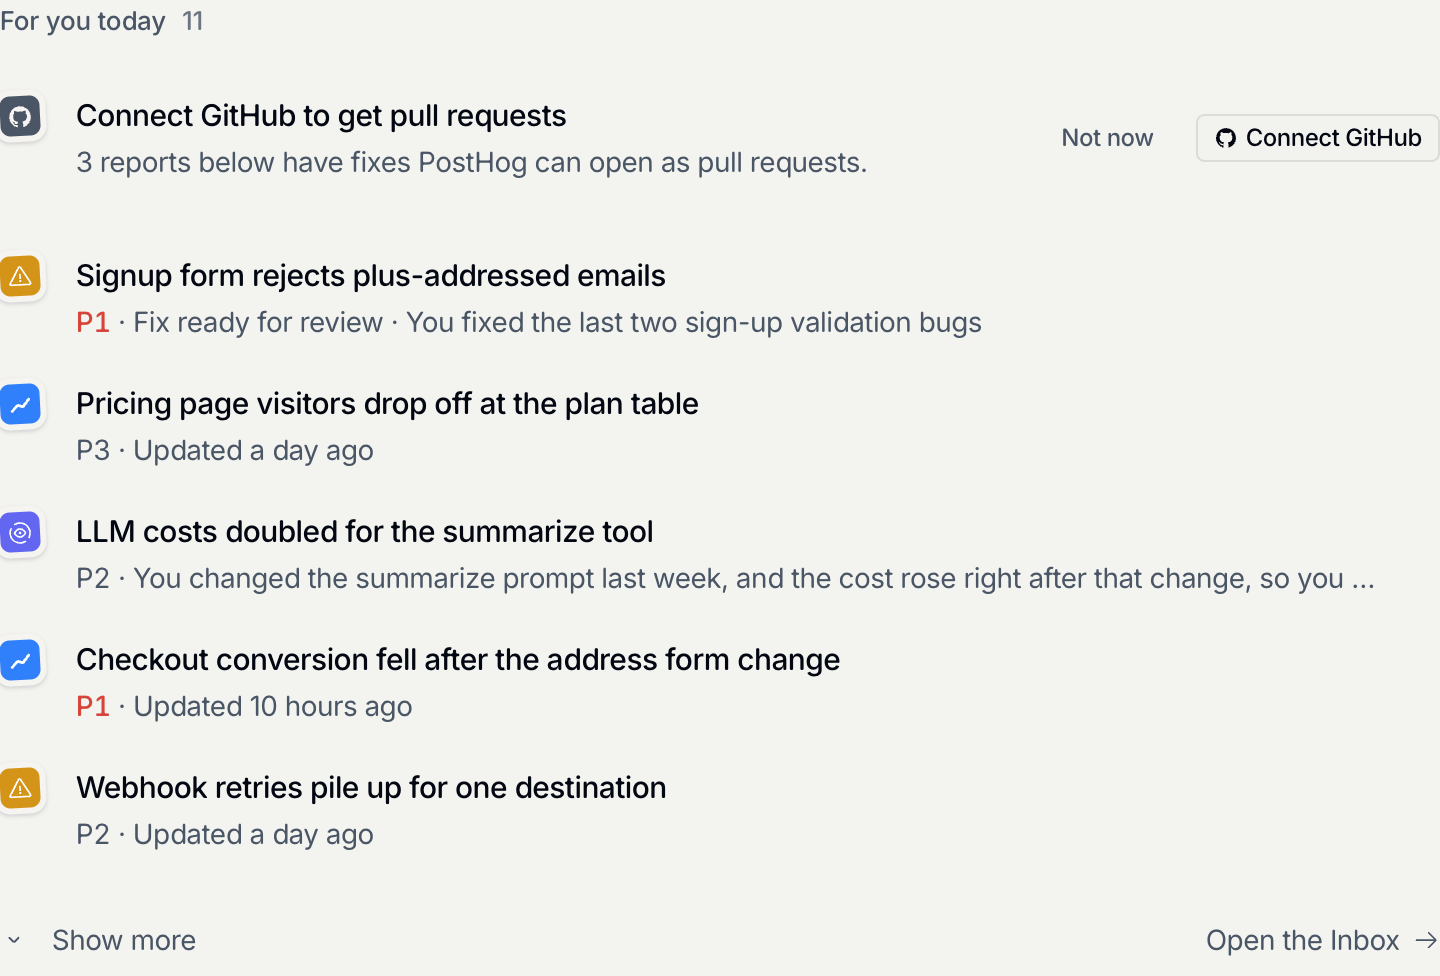 For you today 11
Connect GitHub to get pull requests
3 reports below have fixes PostHog can open as pull requests.
Not now
Connect GitHub
Signup form rejects plus-addressed emails
P1 · Fix ready for review · You fixed the last two sign-up validation bugs
Pricing page visitors drop off at the plan table
P3 · Updated a day ago
LLM costs doubled for the summarize tool
P2 · You changed the summarize prompt last week, and the cost rose right after that change, so you ...
Checkout conversion fell after the address form change
P1 · Updated 10 hours ago
Webhook retries pile up for one destination
P2 · Updated a day ago
Show more
Open the Inbox →